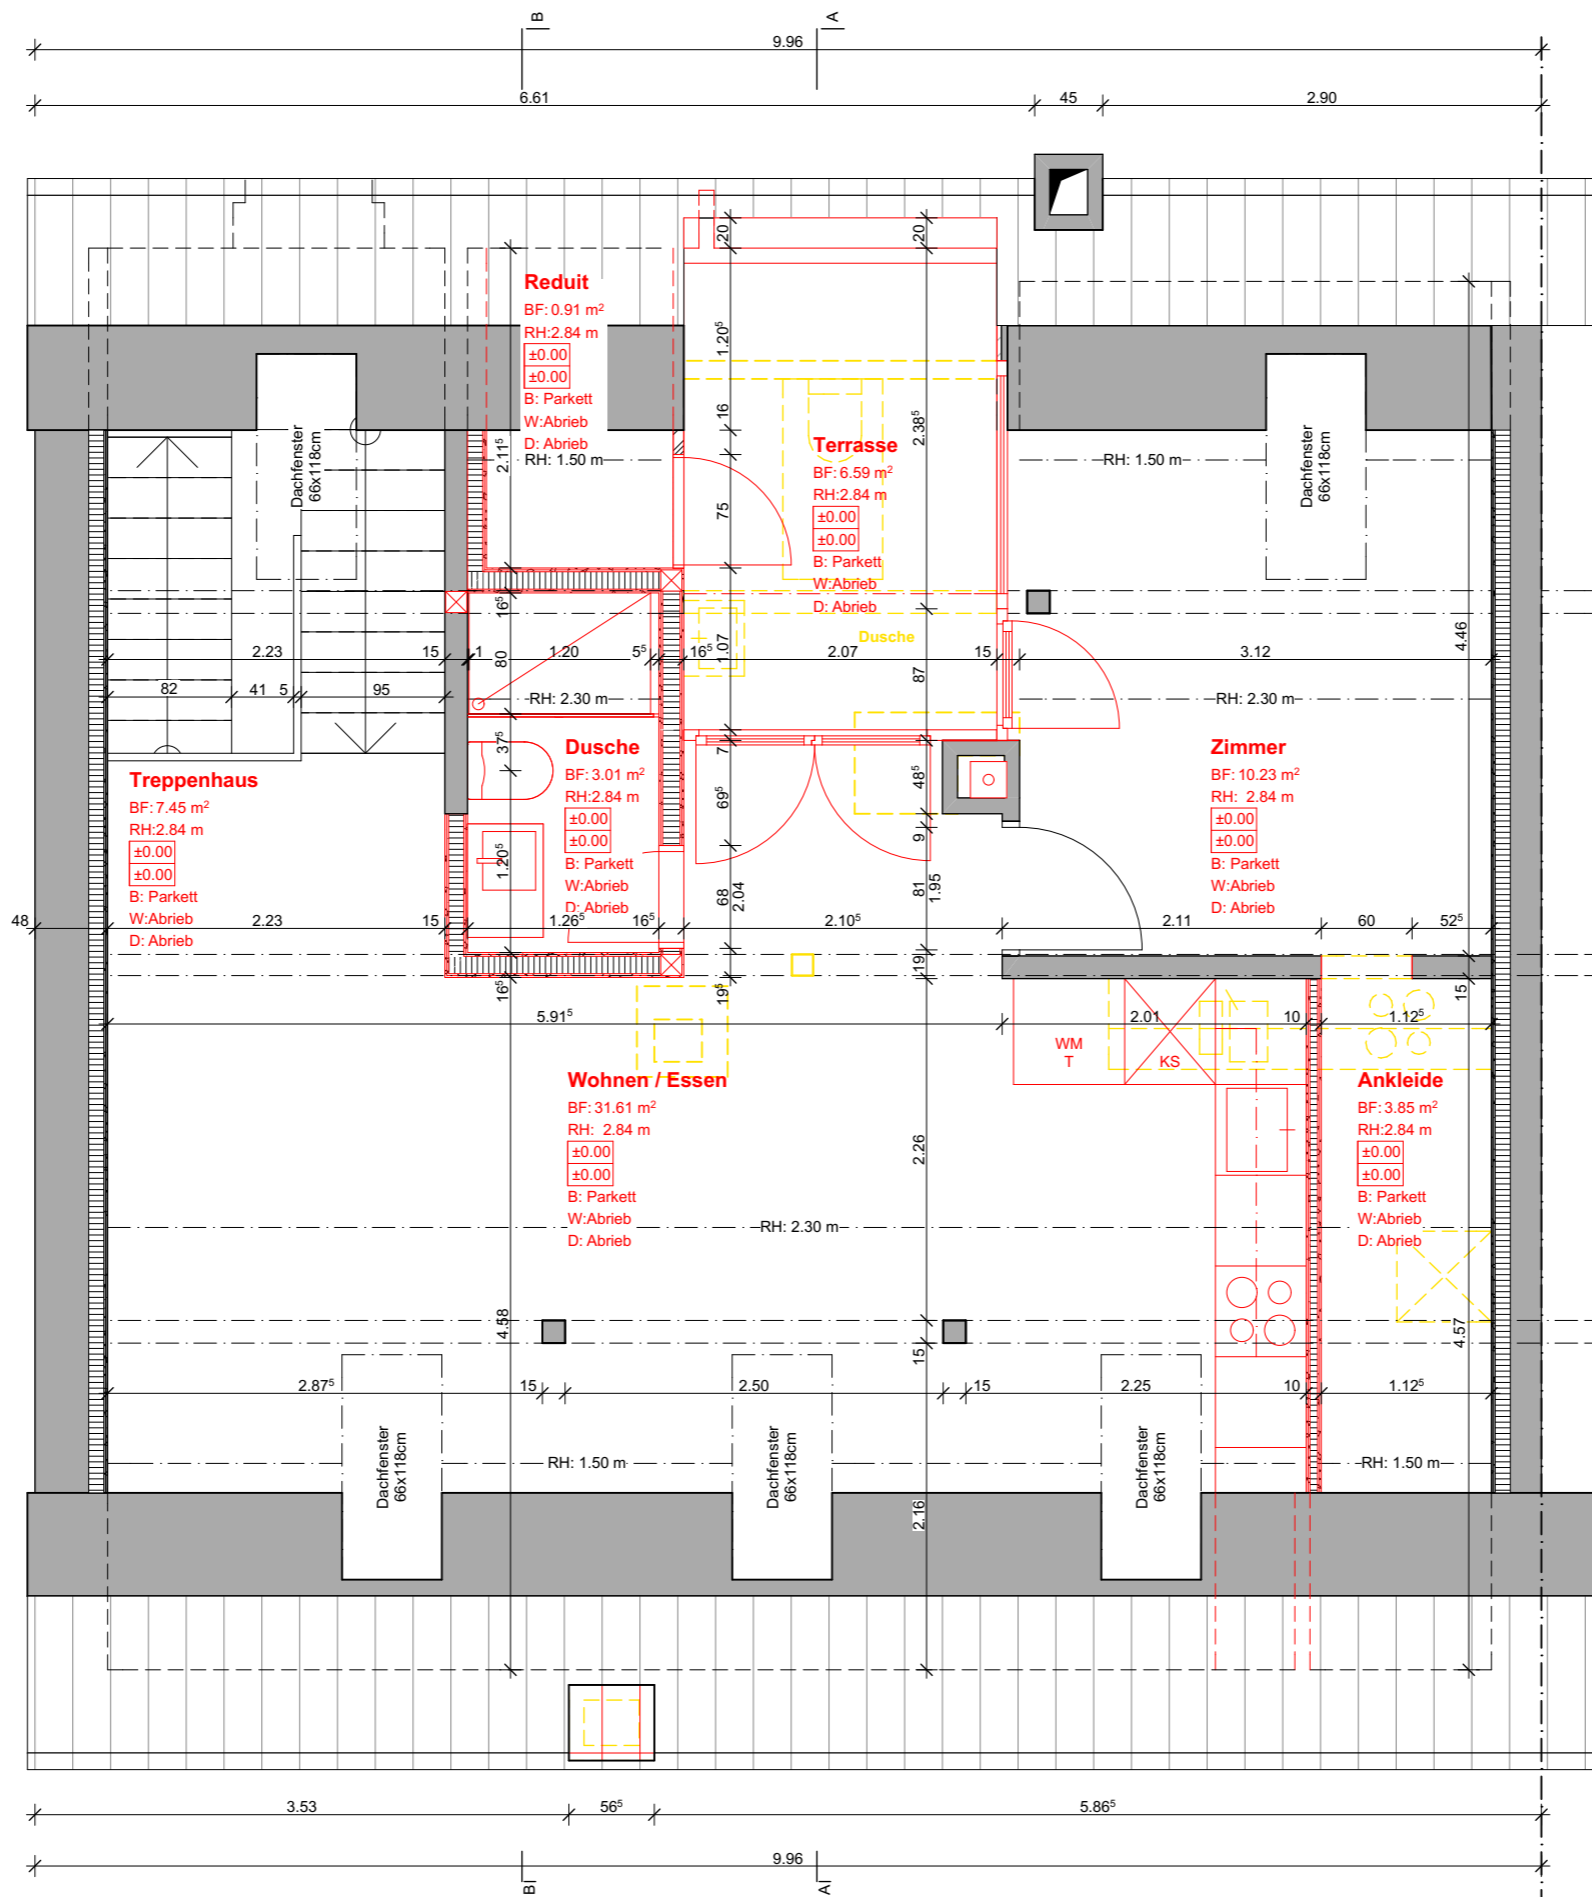 B
A
9.96
6.61
45
2.90
20
20
Reduit
BF: 0.91 m²
RH:2.84 m
±0.00
±0.00
B: Parkett
W:Abrieb
D: Abrieb
RH: 1.50 m
2.11⁵
1.20⁵
16
75
2.38⁵
Terrasse
BF: 6.59 m²
RH:2.84 m
±0.00
±0.00
B: Parkett
W:Abrieb
D: Abrieb
Dusche
Dachfenster
66x118cm
RH: 1.50 m
Dachfenster
66x118cm
4.46
16⁵
80
1.07
87
2.23
15
1
1.20
5⁵
16⁵
2.07
15
3.12
82
41
5
95
RH: 2.30 m
RH: 2.30 m
37⁵
7
48⁵
69⁵
9
Treppenhaus
BF: 7.45 m²
RH:2.84 m
±0.00
±0.00
B: Parkett
W:Abrieb
D: Abrieb
Dusche
BF: 3.01 m²
RH:2.84 m
±0.00
±0.00
B: Parkett
W:Abrieb
D: Abrieb
Zimmer
BF: 10.23 m²
RH: 2.84 m
±0.00
±0.00
B: Parkett
W:Abrieb
D: Abrieb
1.20⁵
68
2.04
81
1.95
48
2.23
15
1.26⁵
16⁵
2.10⁵
2.11
60
52⁵
16⁵
19⁵
19
15
5.91⁵
2.01
10
1.12⁵
WM
T
KS
Wohnen / Essen
BF: 31.61 m²
RH: 2.84 m
±0.00
±0.00
B: Parkett
W:Abrieb
D: Abrieb
Ankleide
BF: 3.85 m²
RH:2.84 m
±0.00
±0.00
B: Parkett
W:Abrieb
D: Abrieb
2.26
RH: 2.30 m
4.58
15
4.57
2.87⁵
15
2.50
15
2.25
10
1.12⁵
Dachfenster
66x118cm
Dachfenster
66x118cm
Dachfenster
66x118cm
RH: 1.50 m
RH: 1.50 m
2.16
3.53
56⁵
5.86⁵
9.96
B
A